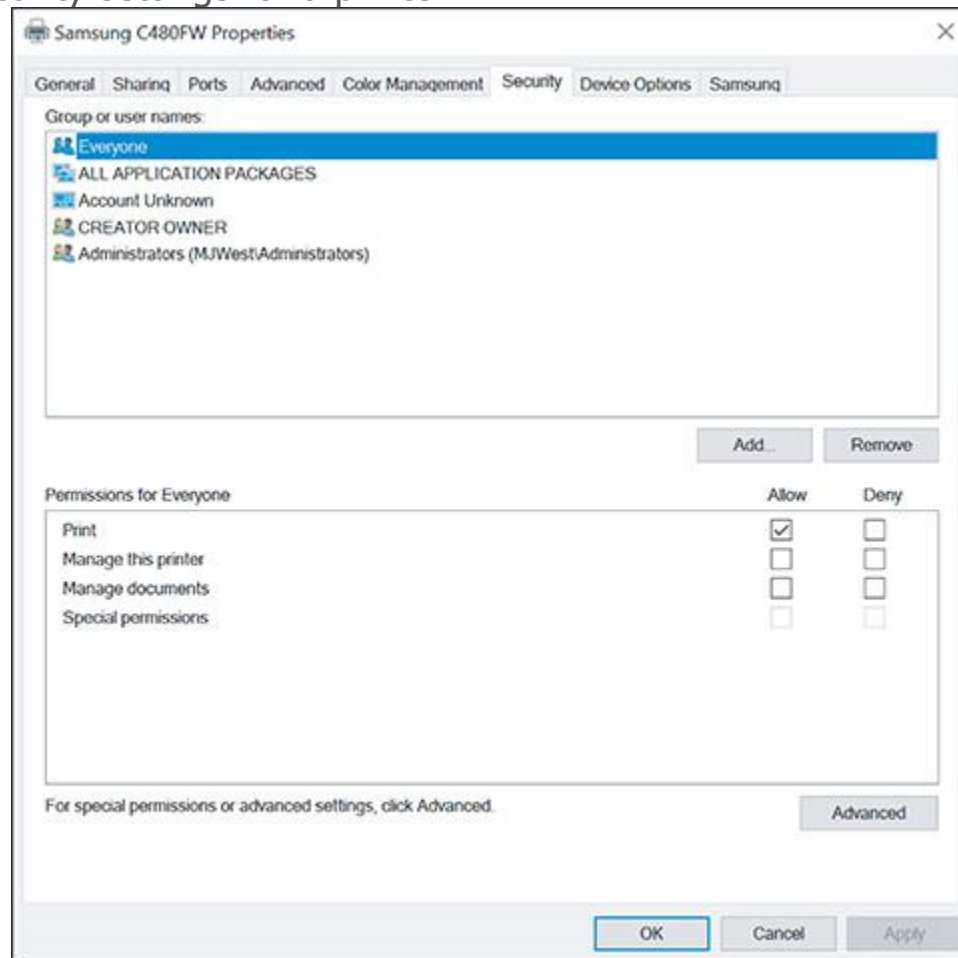 Samsung C480FW Properties
General Sharing Ports Advanced Color Management Security Device Options Samsung
Group or user names:
Everyone
ALL APPLICATION PACKAGES
Account Unknown
CREATOR OWNER
Administrators (MJWest\Administrators)
Add... Remove
Permissions for Everyone Allow Deny
Print
Manage this printer
Manage documents
Special permissions
For special permissions or advanced settings, click Advanced.
Advanced
OK Cancel Apply